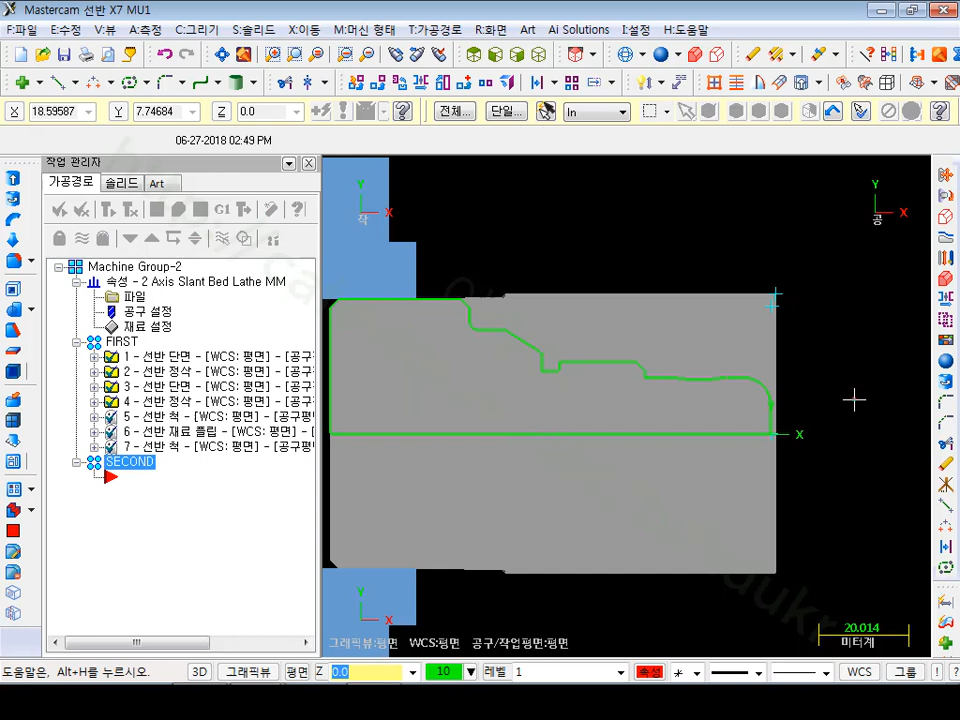 Mastercam 선반 X7 MU1
F:파일 E:수정 V:뷰 A:측정 C:그리기 S:솔리드 X:이동 M:머신 형태 T:가공경로 R:화면 Art Ai Solutions I:설정 H:도움말
X 18.59587 Y 7.74684 Z 0.0 전체... 단일... In
06-27-2018 02:49 PM
작업 관리자
가공경로 솔리드 Art
G1
Machine Group-2
속성 - 2 Axis Slant Bed Lathe MM
파일
공구 설정
재료 설정
FIRST
1 - 선반 단면 - [WCS: 평면] - [공구평
2 - 선반 정삭 - [WCS: 평면] - [공구평
3 - 선반 단면 - [WCS: 평면] - [공구평
4 - 선반 정삭 - [WCS: 평면] - [공구평
5 - 선반 척 - [WCS: 평면] - [공구평면
6 - 선반 재료 플립 - [WCS: 평면] - [
7 - 선반 척 - [WCS: 평면] - [공구평면
SECOND
Y
X
작
Y
X
공
X
Y
X
그래픽뷰:평면 WCS:평면 공구/작업평면:평면
20.014
미터계
도움말은, Alt+H를 누르시오. 3D 그래픽뷰 평면 Z 0.0 10 레벨 1 속성 WCS 그룹 ! ?